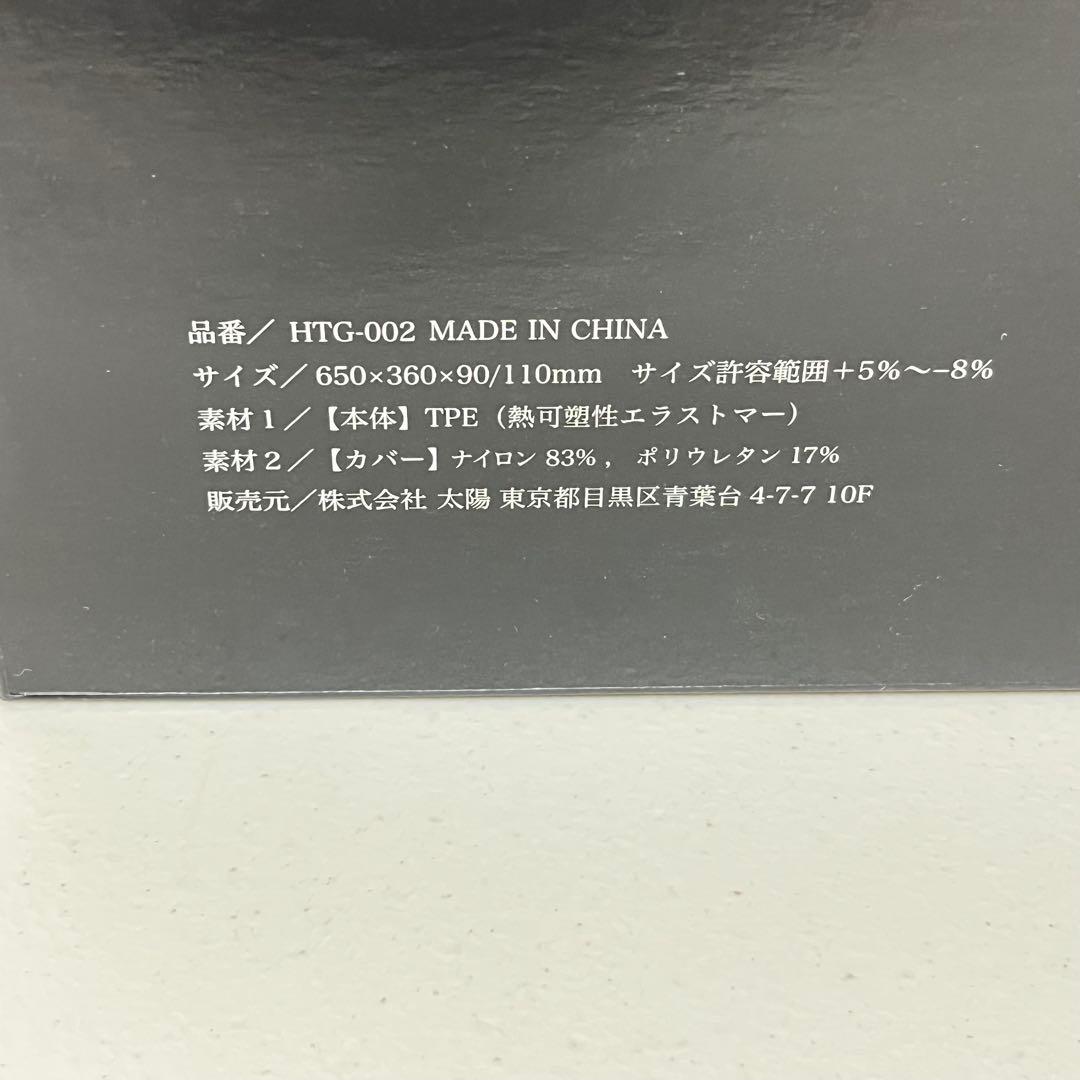 品番／ HTG-002 MADE IN CHINA
サイズ／650×360×90/110mm サイズ許容範囲＋5%〜−8%
素材１／【本体】TPE（熱可塑性エラストマー）
素材２／【カバー】ナイロン 83% , ポリウレタン 17%
販売元／株式会社 太陽 東京都目黒区青葉台 4-7-7 10F